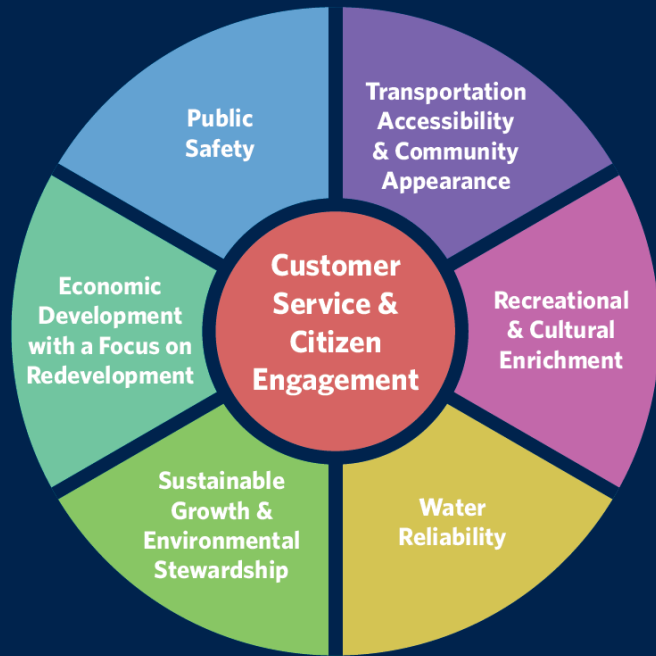 Public
Safety
Transportation
Accessibility
& Community
Appearance
Economic
Development
with a Focus on
Redevelopment
Customer
Service &
Citizen
Engagement
Recreational
& Cultural
Enrichment
Sustainable
Growth &
Environmental
Stewardship
Water
Reliability